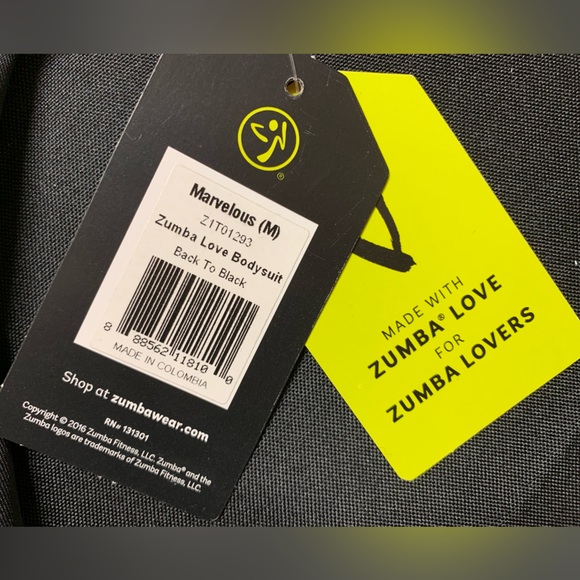 Marvelous (M)
Z1T01293
Zumba Love Bodysuit
Back To Black
8 88562 11810 0
MADE IN COLOMBIA
Shop at zumbawear.com
RN# 131301
Copyright © 2016 Zumba Fitness, LLC. Zumba® and the
Zumba logos are trademarks of Zumba Fitness, LLC.
®
MADE WITH
ZUMBA® LOVE
FOR
ZUMBA LOVERS